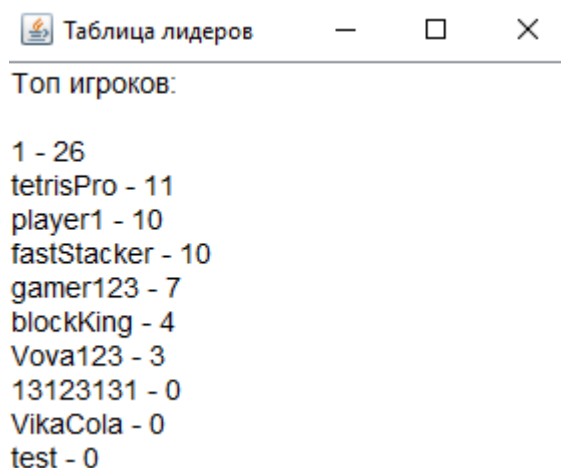 Таблица лидеров
Топ игроков:
1 - 26
tetrisPro - 11
player1 - 10
fastStacker - 10
gamer123 - 7
blockKing - 4
Vova123 - 3
13123131 - 0
VikaCola - 0
test - 0